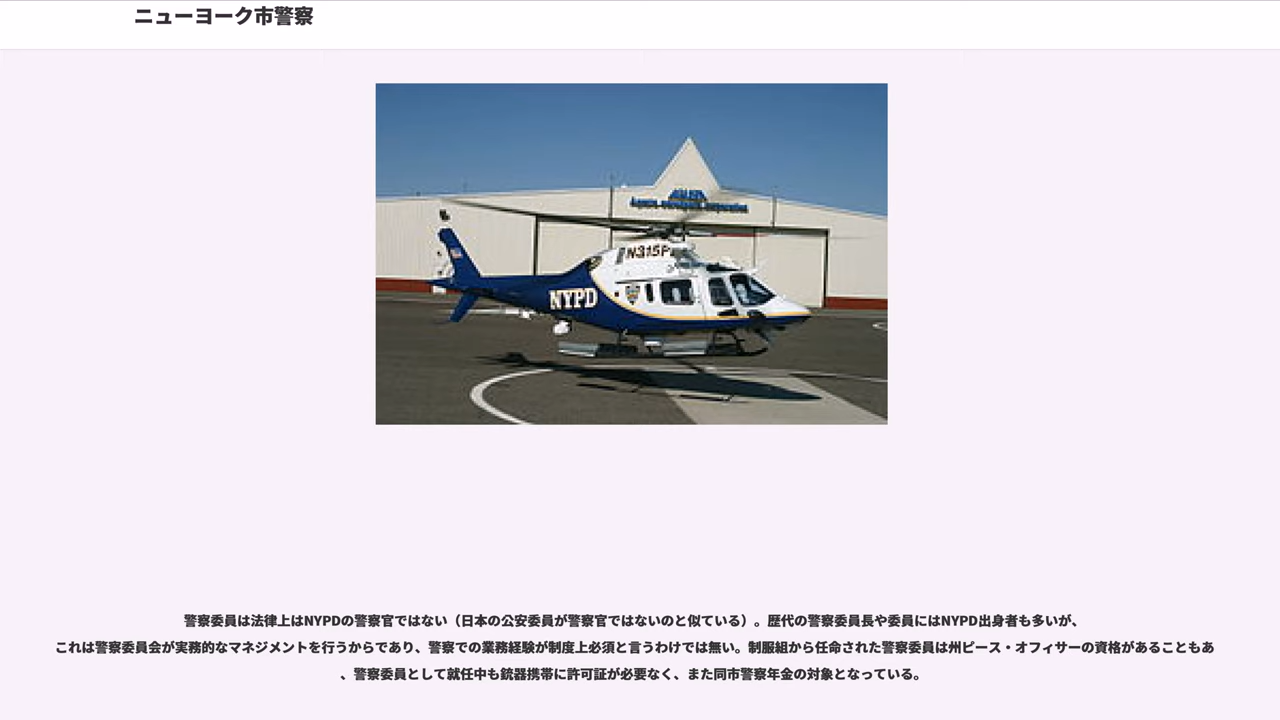 ニューヨーク市警察
N315P
NYPD
警察委員は法律上はNYPDの警察官ではない（日本の公安委員が警察官ではないのと似ている）。歴代の警察委員長や委員にはNYPD出身者も多いが、
これは警察委員会が実務的なマネジメントを行うからであり、警察での業務経験が制度上必須と言うわけでは無い。制服組から任命された警察委員は州ピース・オフィサーの資格があることもあ
、警察委員として就任中も銃器携帯に許可証が必要なく、また同市警察年金の対象となっている。